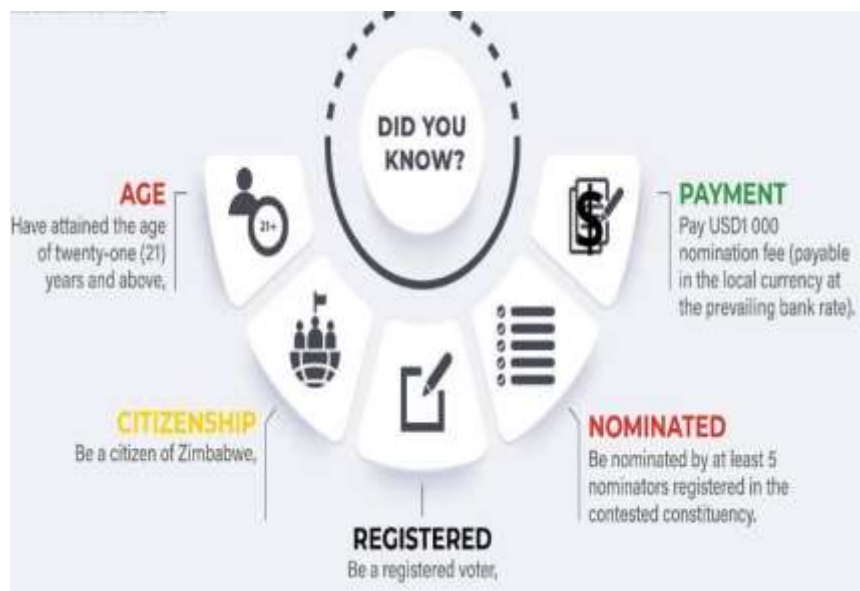 DID YOU
KNOW?
AGE
Have attained the age
of twenty-one (21)
years and above,
21+
CITIZENSHIP
Be a citizen of Zimbabwe,
REGISTERED
Be a registered voter,
NOMINATED
Be nominated by at least 5
nominators registered in the
contested constituency.
$
PAYMENT
Pay USD1 000
nomination fee (payable
in the local currency at
the prevailing bank rate).